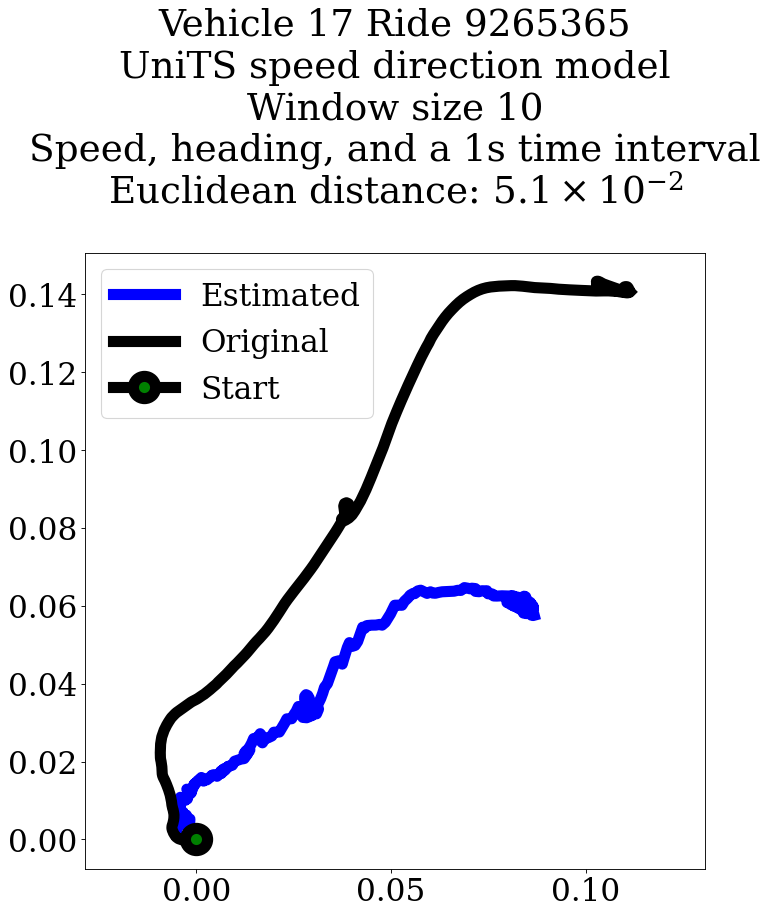 Vehicle 17 Ride 9265365
UniTS speed direction model
Window size 10
Speed, heading, and a 1s time interval
Euclidean distance: 5.1 × 10⁻²
Estimated
Original
Start
0.14
0.12
0.10
0.08
0.06
0.04
0.02
0.00
0.00 0.05 0.10